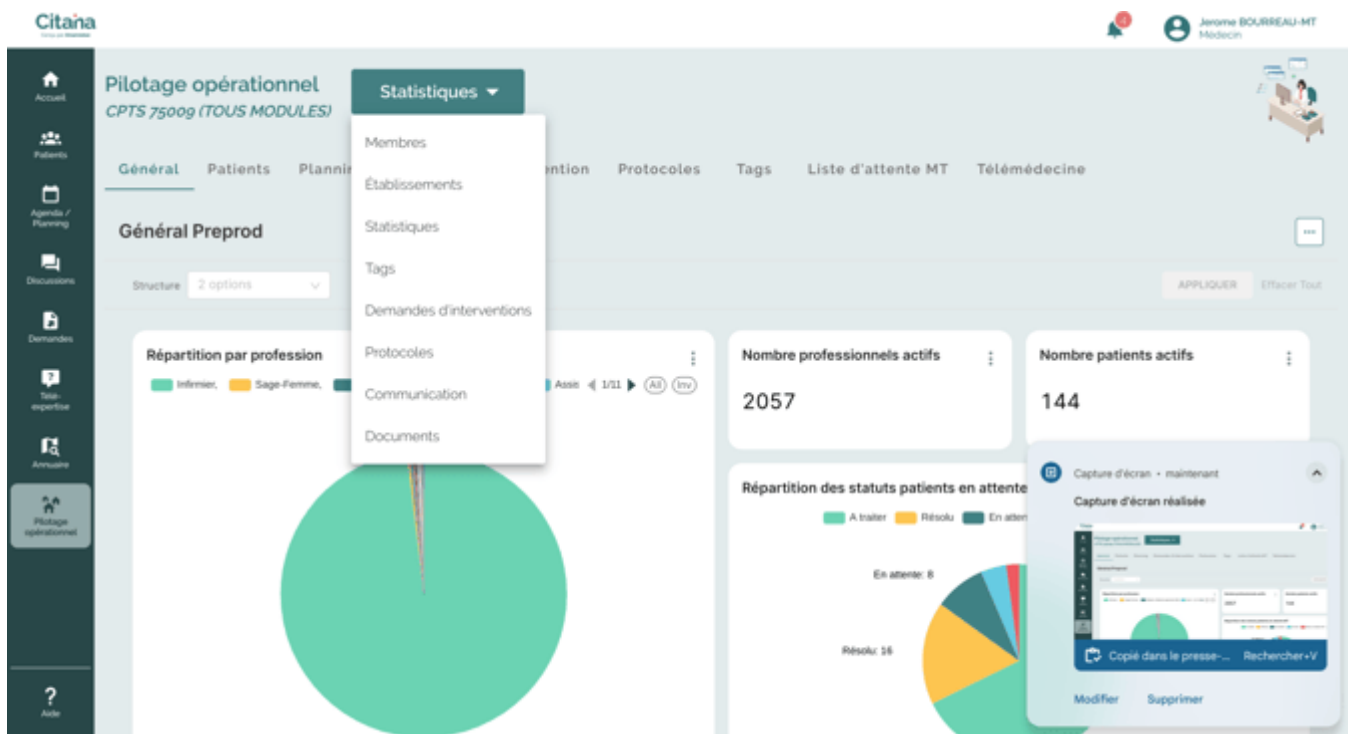 Citana
4
Jerome BOURREAU-MT
Médecin
Accueil
Patients
Agenda /
Planning
Discussions
Demandes
Télé-
expertise
Annuaire
Pilotage
opérationnel
?
Aide
Pilotage opérationnel
CPTS 75009 (TOUS MODULES)
Statistiques
Membres
Établissements
Statistiques
Tags
Demandes d'interventions
Protocoles
Communication
Documents
Général
Patients
Protocoles
Tags
Liste d'attente MT
Télémédecine
Général Preprod
Structure
2 options
APPLIQUER
Effacer Tout
Répartition par profession
Infirmier,
Sage-Femme,
1/11
All
Inv
Nombre professionnels actifs
2057
Nombre patients actifs
144
Répartition des statuts patients en attente
A traiter
Résolu
En attente: 8
Résolu: 16
Capture d'écran • maintenant
Capture d'écran réalisée
Copié dans le presse-...
Rechercher+V
Modifier
Supprimer